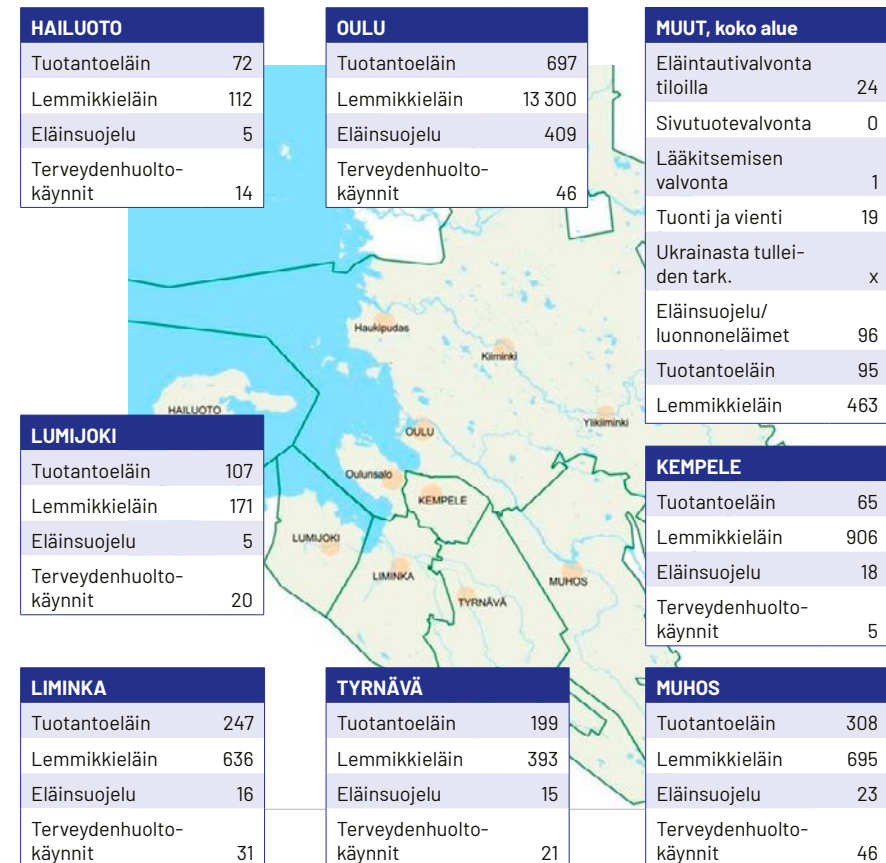 HAILUOTO
Tuotantoeläin 72
Lemmikkieläin 112
Eläinsuojelu 5
Terveydenhuolto-
käynnit 14
OULU
Tuotantoeläin 697
Lemmikkieläin 13 300
Eläinsuojelu 409
Terveydenhuolto-
käynnit 46
MUUT, koko alue
Eläintautivalvonta
tiloilla 24
Sivutuotevalvonta 0
Lääkitsemisen
valvonta 1
Tuonti ja vienti 19
Ukrainasta tullei-
den tark. x
Eläinsuojelu/
luonnoneläimet 96
Tuotantoeläin 95
Lemmikkieläin 463
Haukipudas
Kiiminki
HAILUOTO
OULU
Ylikiiminki
Oulunsalo
KEMPELE
LUMIJOKI
LIMINKA
MUHOS
TYRNÄVÄ
LUMIJOKI
Tuotantoeläin 107
Lemmikkieläin 171
Eläinsuojelu 5
Terveydenhuolto-
käynnit 20
KEMPELE
Tuotantoeläin 65
Lemmikkieläin 906
Eläinsuojelu 18
Terveydenhuolto-
käynnit 5
LIMINKA
Tuotantoeläin 247
Lemmikkieläin 636
Eläinsuojelu 16
Terveydenhuolto-
käynnit 31
TYRNÄVÄ
Tuotantoeläin 199
Lemmikkieläin 393
Eläinsuojelu 15
Terveydenhuolto-
käynnit 21
MUHOS
Tuotantoeläin 308
Lemmikkieläin 695
Eläinsuojelu 23
Terveydenhuolto-
käynnit 46